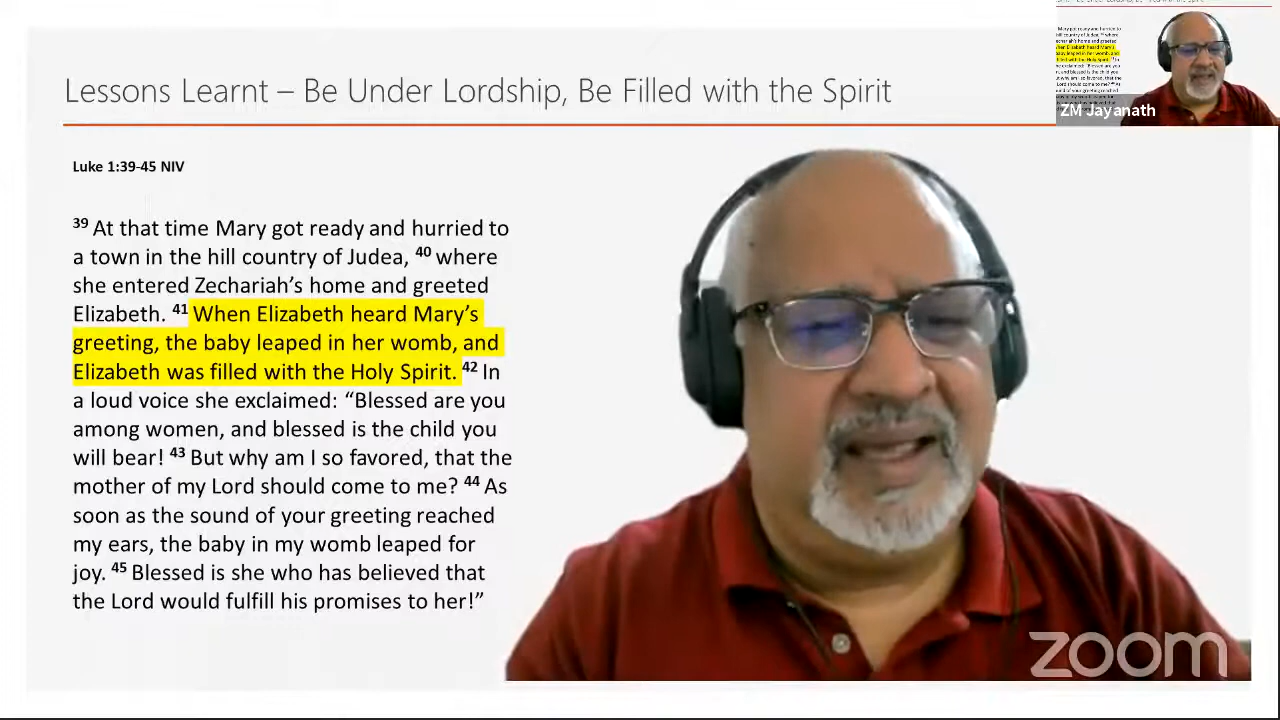 Lessons Learnt – Be Under Lordship, Be Filled with the Spirit
Luke 1:39-45 NIV
39 At that time Mary got ready and hurried to
a town in the hill country of Judea, 40 where
she entered Zechariah’s home and greeted
Elizabeth. 41 When Elizabeth heard Mary’s
greeting, the baby leaped in her womb, and
Elizabeth was filled with the Holy Spirit. 42 In
a loud voice she exclaimed: “Blessed are you
among women, and blessed is the child you
will bear! 43 But why am I so favored, that the
mother of my Lord should come to me? 44 As
soon as the sound of your greeting reached
my ears, the baby in my womb leaped for
joy. 45 Blessed is she who has believed that
the Lord would fulfill his promises to her!”
ZM Jayanath
zoom